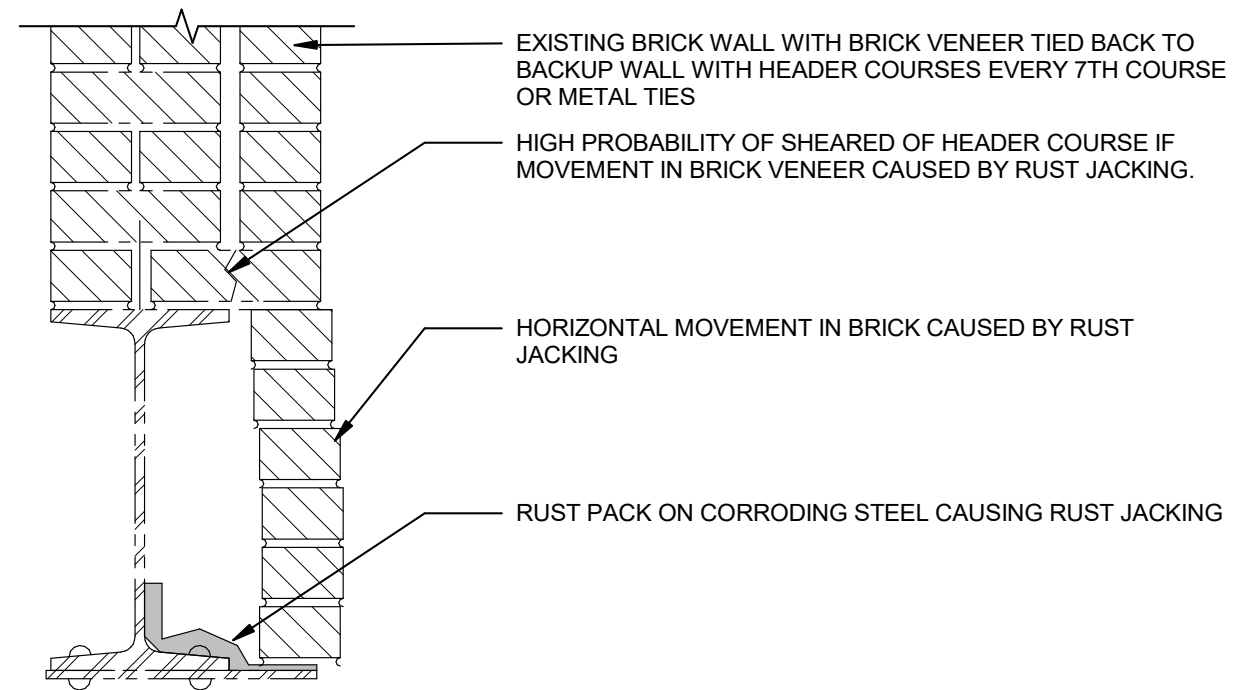 EXISTING BRICK WALL WITH BRICK VENEER TIED BACK TO
BACKUP WALL WITH HEADER COURSES EVERY 7TH COURSE
OR METAL TIES
HIGH PROBABILITY OF SHEARED OF HEADER COURSE IF
MOVEMENT IN BRICK VENEER CAUSED BY RUST JACKING.
HORIZONTAL MOVEMENT IN BRICK CAUSED BY RUST
JACKING
RUST PACK ON CORRODING STEEL CAUSING RUST JACKING